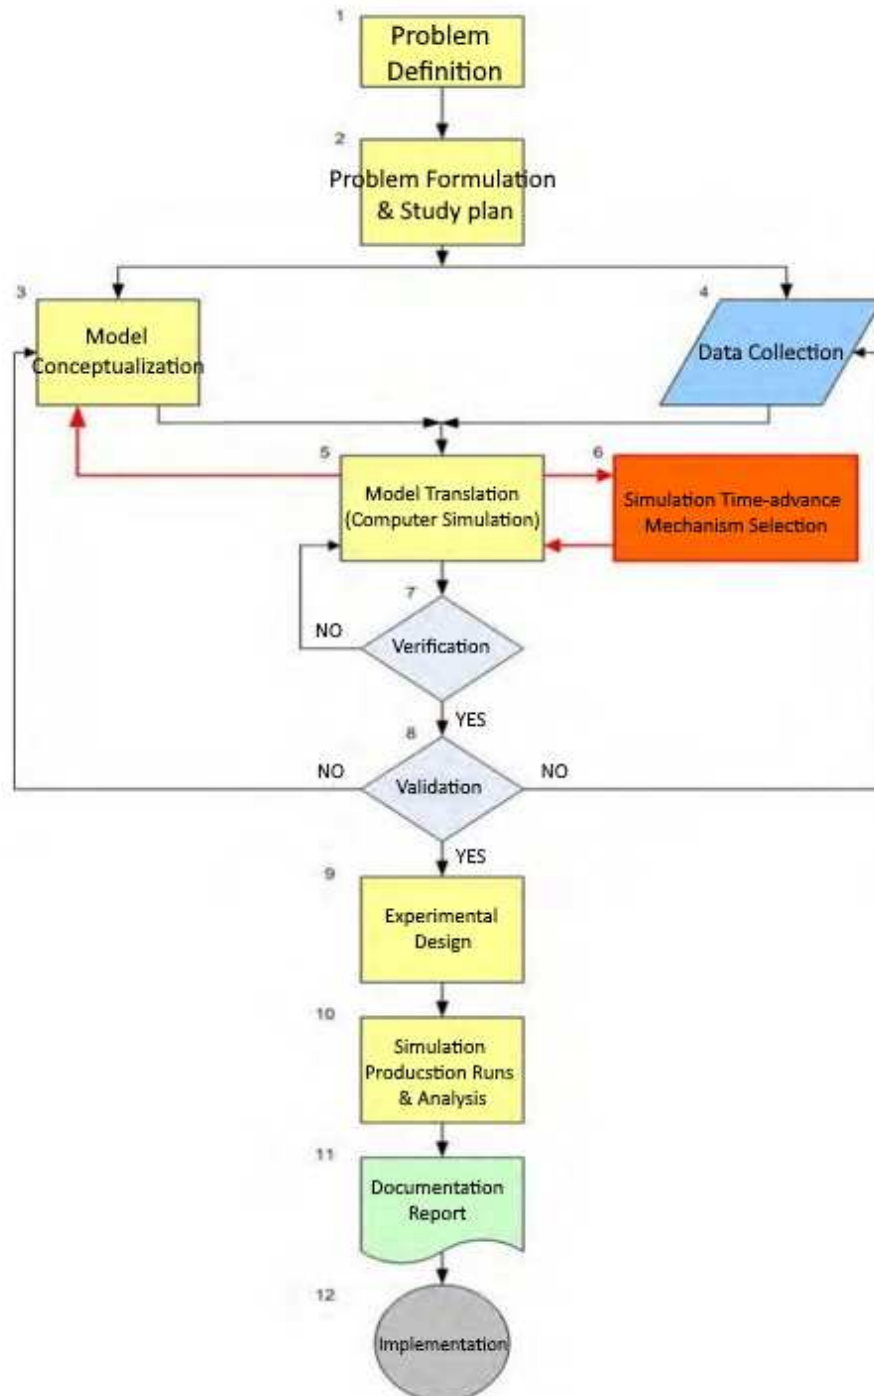 1
Problem
Definition
2
Problem Formulation
& Study plan
3
Model
Conceptualization
4
Data Collection
5
Model Translation
(Computer Simulation)
6
Simulation Time-advance
Mechanism Selection
7
NO
Verification
YES
8
NO
Validation
NO
YES
9
Experimental
Design
10
Simulation
Producstion Runs
& Analysis
11
Documentation
Report
12
Implementation